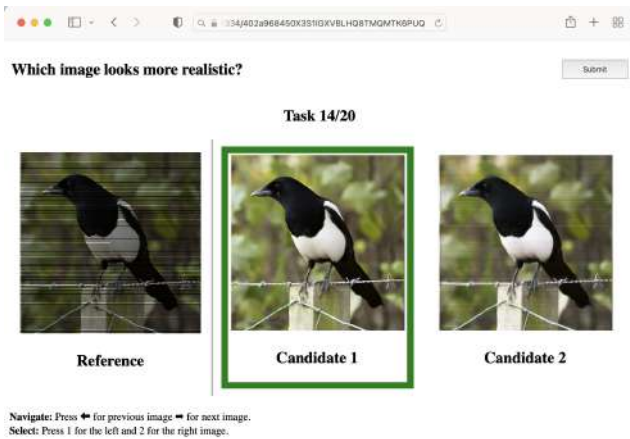 Which image looks more realistic?
Submit
Task 14/20
Reference
Candidate 1
Candidate 2
Navigate: Press ⬅ for previous image ➡ for next image.
Select: Press 1 for the left and 2 for the right image.